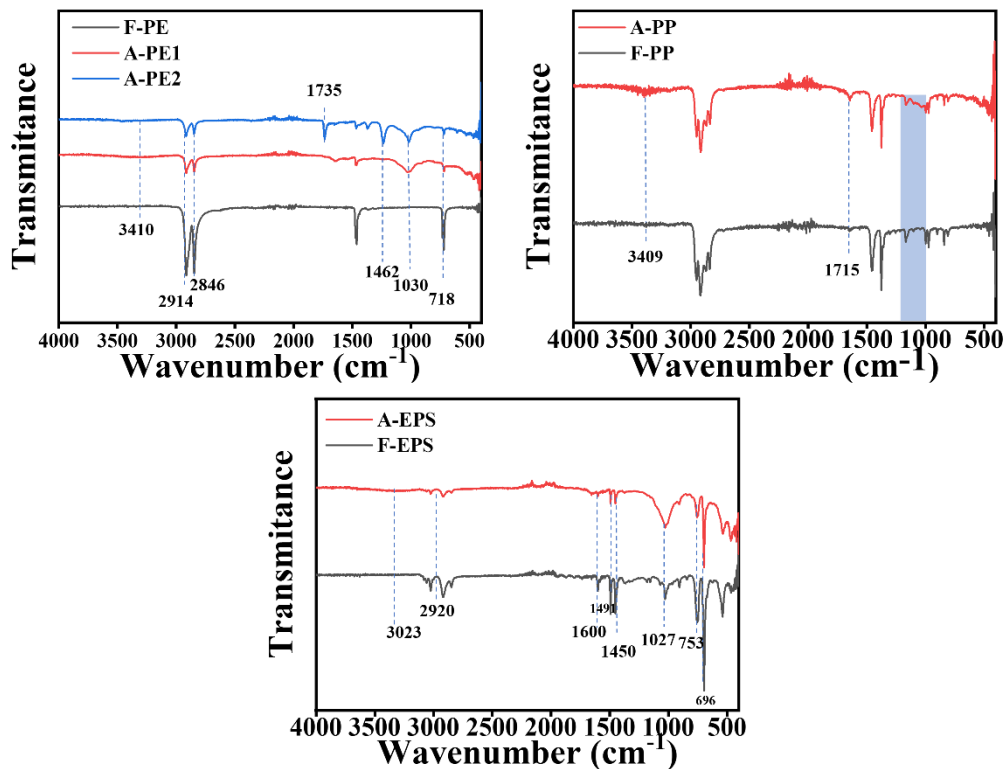 F-PE
A-PE1
A-PE2
1735
3410
2914
2846
1462
1030
718
Transmitance
4000 3500 3000 2500 2000 1500 1000 500
Wavenumber (cm-1)
A-PP
F-PP
3409
1715
Transmitance
4000 3500 3000 2500 2000 1500 1000 500
Wavenumber (cm-1)
A-EPS
F-EPS
3023
2920
1600
1491
1450
1027
753
696
Transmitance
4000 3500 3000 2500 2000 1500 1000 500
Wavenumber (cm-1)